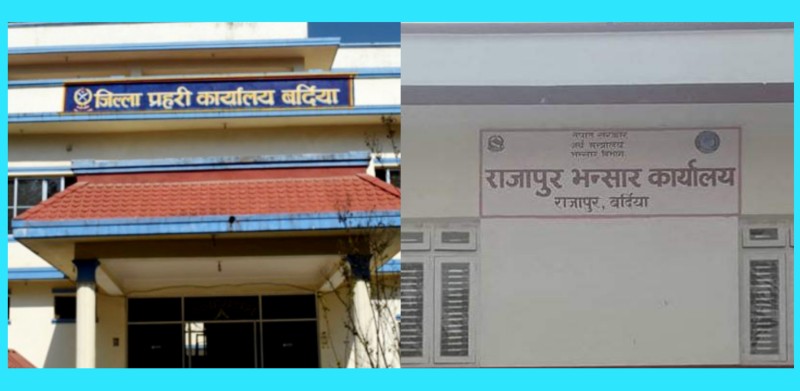 जिल्ला प्रहरी कार्यालय बर्दिया
नेपाल सरकार
अर्थ मन्त्रालय
भन्सार विभाग
राजापुर भन्सार कार्यालय
राजापुर, बर्दिया